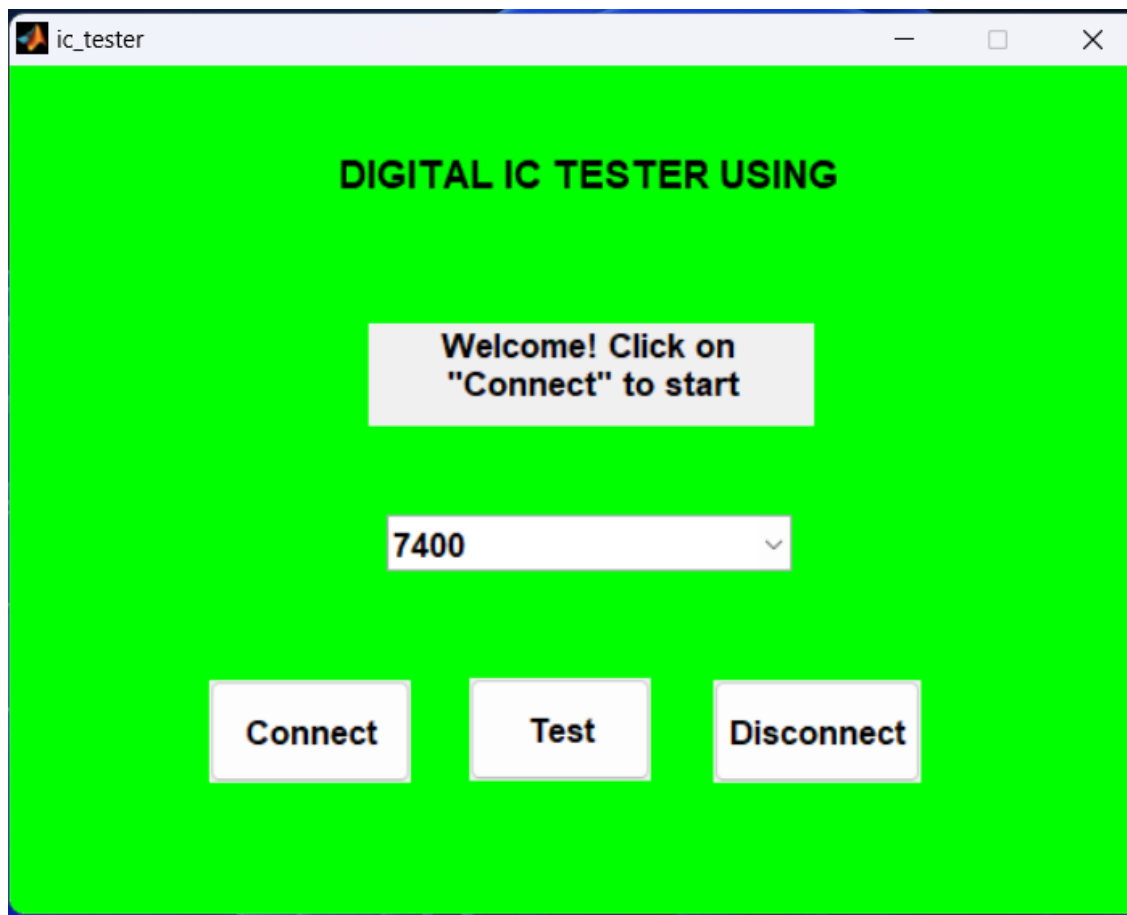 ic_tester
DIGITAL IC TESTER USING
Welcome! Click on
"Connect" to start
7400
Connect
Test
Disconnect